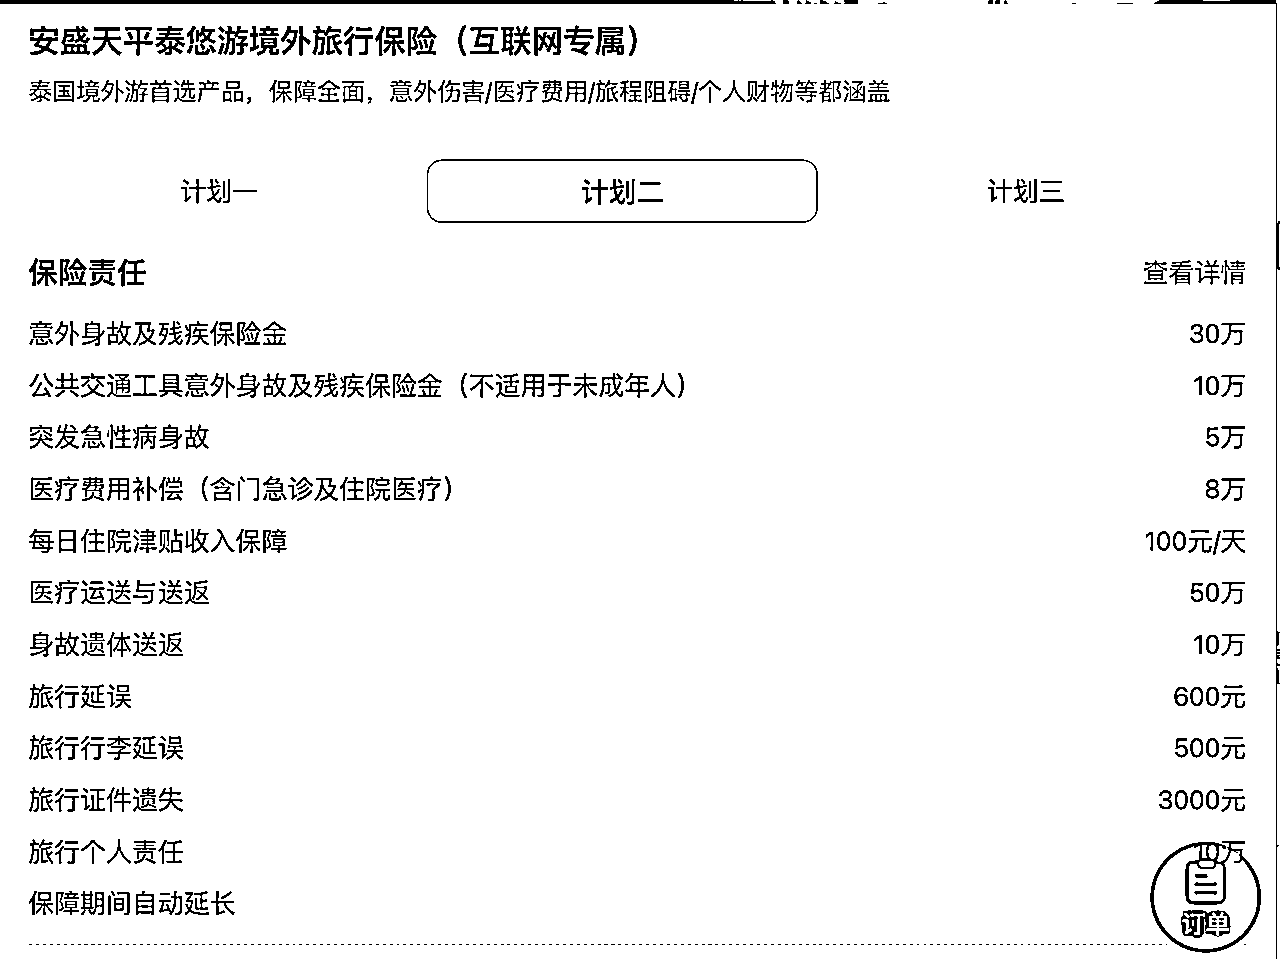 安盛天平泰悠游境外旅行保险（互联网专属）
泰国境外游首选产品，保障全面，意外伤害/医疗费用/旅程阻碍/个人财物等都涵盖
计划一 计划二 计划三
保险责任 查看详情
意外身故及残疾保险金 30万
公共交通工具意外身故及残疾保险金（不适用于未成年人） 10万
突发急性病身故 5万
医疗费用补偿（含门急诊及住院医疗） 8万
每日住院津贴收入保障 100元/天
医疗运送与送返 50万
身故遗体送返 10万
旅行延误 600元
旅行行李延误 500元
旅行证件遗失 3000元
旅行个人责任 10万
保障期间自动延长
订单